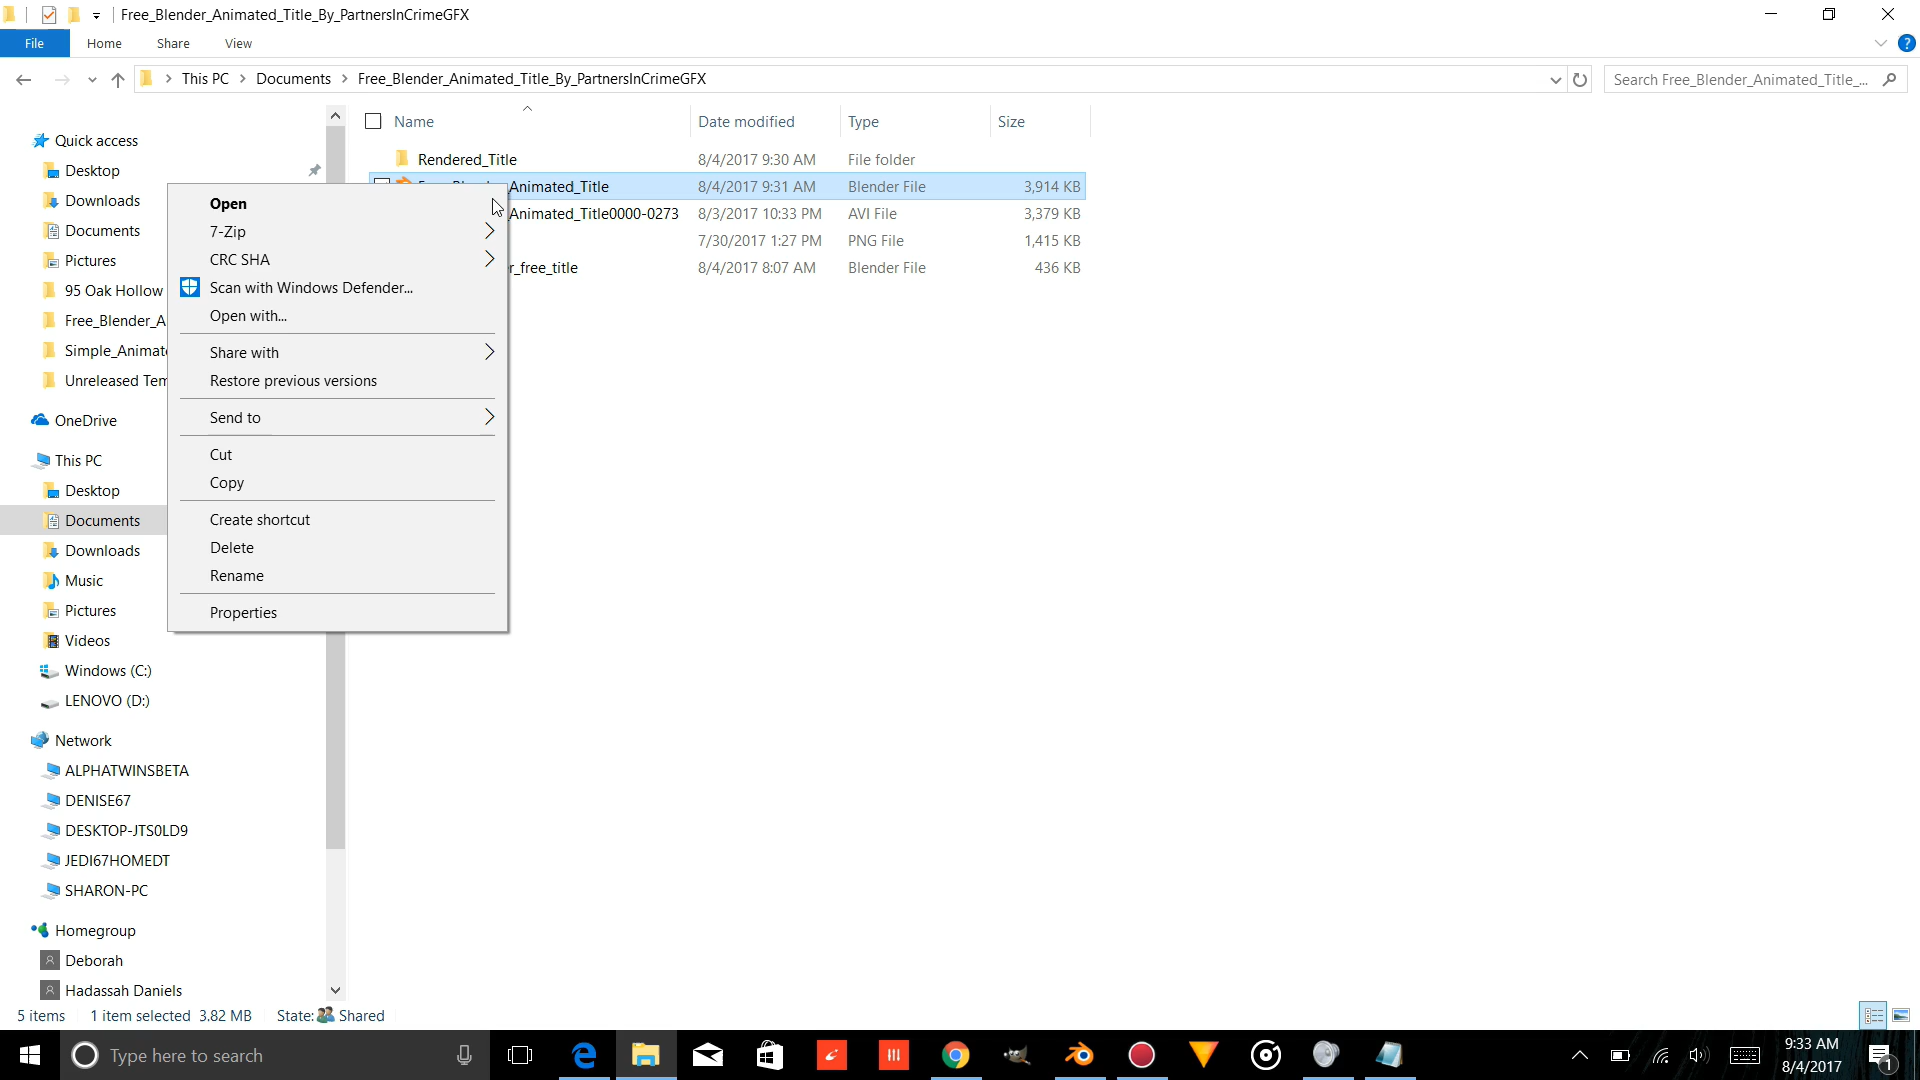 Free_Blender_Animated_Title_By_PartnersInCrimeGFX
File Home Share View
This PC Documents Free_Blender_Animated_Title_By_PartnersInCrimeGFX
Search Free_Blender_Animated_Title_...
Name Date modified Type Size
Quick access
Desktop
Downloads
Documents
Pictures
95 Oak Hollow
Free_Blender_A
Simple_Animat
Unreleased Tem
OneDrive
This PC
Desktop
Documents
Downloads
Music
Pictures
Videos
Windows (C:)
LENOVO (D:)
Network
ALPHATWINSBETA
DENISE67
DESKTOP-JTS0LD9
JEDI67HOMEDT
SHARON-PC
Homegroup
Deborah
Hadassah Daniels
Rendered_Title 8/4/2017 9:30 AM File folder
Animated_Title 8/4/2017 9:31 AM Blender File 3,914 KB
Animated_Title0000-0273 8/3/2017 10:33 PM AVI File 3,379 KB
7/30/2017 1:27 PM PNG File 1,415 KB
r_free_title 8/4/2017 8:07 AM Blender File 436 KB
Open
7-Zip
CRC SHA
Scan with Windows Defender...
Open with...
Share with
Restore previous versions
Send to
Cut
Copy
Create shortcut
Delete
Rename
Properties
5 items 1 item selected 3.82 MB State: Shared
Type here to search
9:33 AM
8/4/2017
1